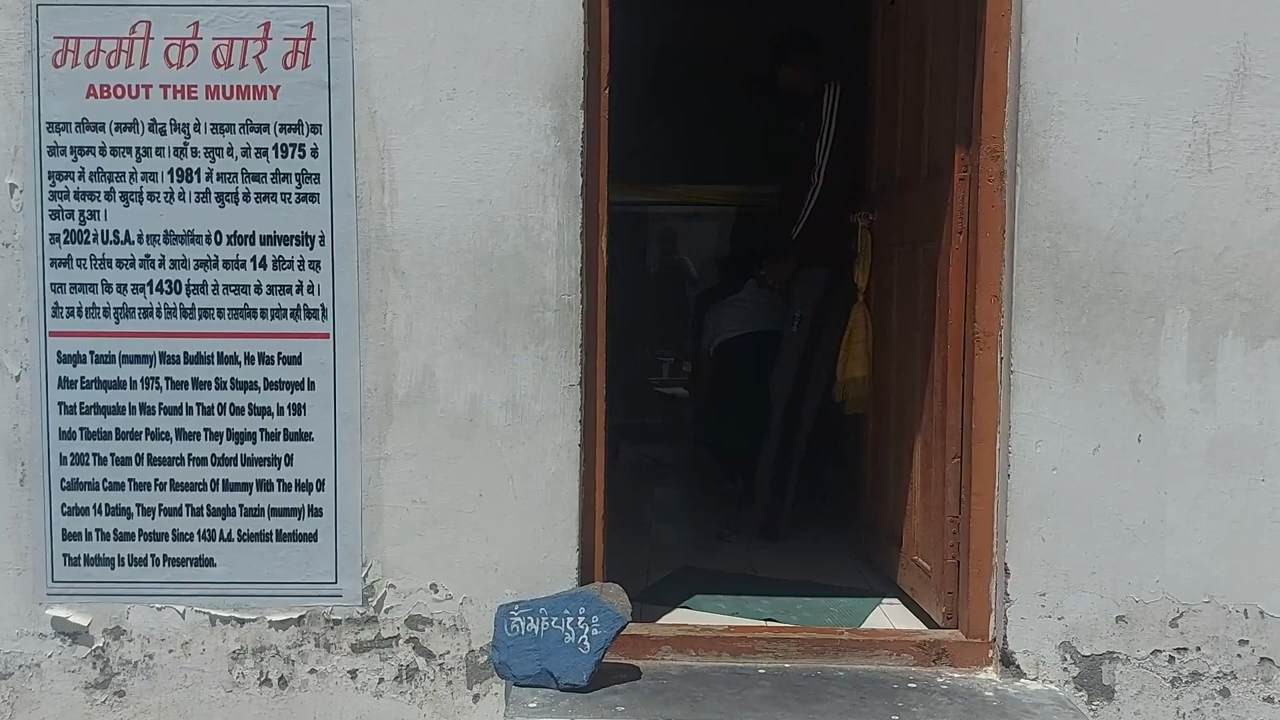 मम्मी के बारे मे
ABOUT THE MUMMY
सड़गा तन्जिन (मम्मी) बौद्ध भिक्षु थे। सड़गा तन्जिन (मम्मी)का
खोज भुकम्प के कारण हुआ था। वहाँ छ: स्तुपा थे, जो सन् 1975 के
भुकम्प में क्षतिग्रस्त हो गया। 1981 में भारत तिब्बत सीमा पुलिस
अपने बंक्कर की खुदाई कर रहे थे। उसी खुदाई के समय पर उनका
खोज हुआ।
सन् 2002 में U.S.A. के शहर कैलिफोर्निया के O xford university से
मम्मी पर रिर्सच करने गाँव में आये। उन्होनें कार्वन 14 डेटिगं से यह
पता लगाया कि वह सन्1430 ईसवी से तप्सया के आसन में थे।
और उन के शरीर को सुरक्षित रखने के लिये किसी प्रकार का रासयनिक का प्रयोग नही किया है।
Sangha Tanzin (mummy) Wasa Budhist Monk, He Was Found
After Earthquake In 1975, There Were Six Stupas, Destroyed In
That Earthquake In Was Found In That Of One Stupa, In 1981
Indo Tibetian Border Police, Where They Digging Their Bunker.
In 2002 The Team Of Research From Oxford University Of
California Came There For Research Of Mummy With The Help Of
Carbon 14 Dating, They Found That Sangha Tanzin (mummy) Has
Been In The Same Posture Since 1430 A.d. Scientist Mentioned
That Nothing Is Used To Preservation.